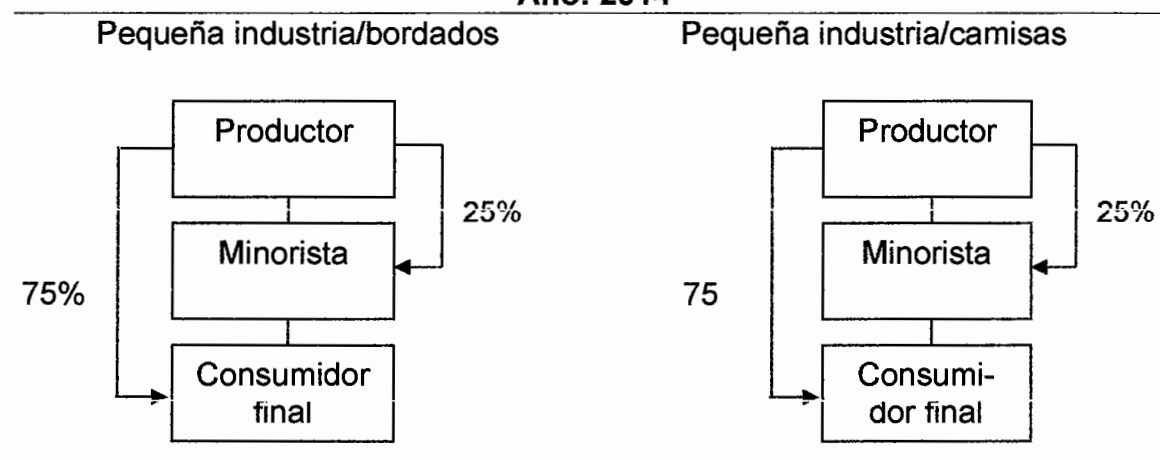 Pequeña industria/bordados
Productor
25%
Minorista
75%
Consumidor
final
Pequeña industria/camisas
Productor
25%
Minorista
75
Consumi-
dor final